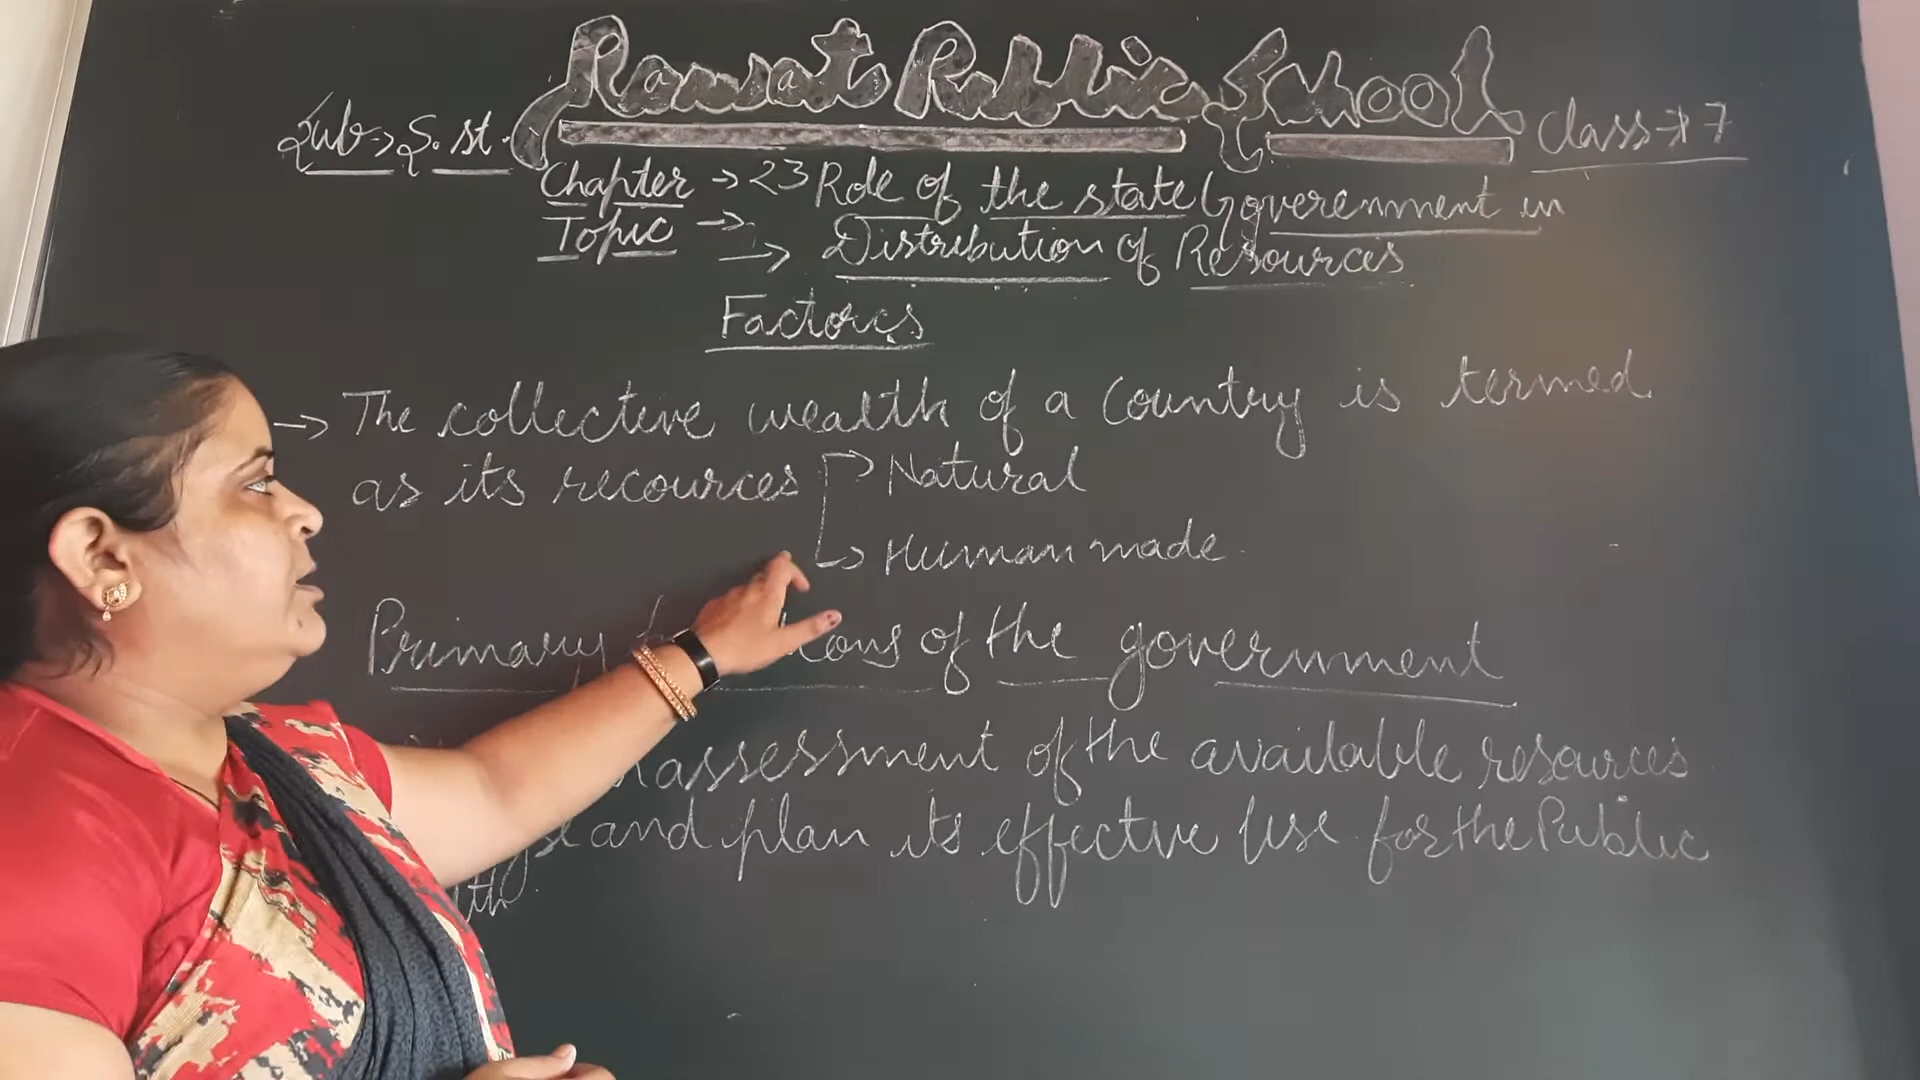 Rawsat Public School
Sub → S. st.
Class → 7
Chapter → 23 Role of the state Goverenment in
Topic → → Distribution of Resources
Factors
→ The collective wealth of a Country is termed
as its recources → Natural
→ Human made
Primary of the government
assessment of the available resources
and plan its effective Use for the Public